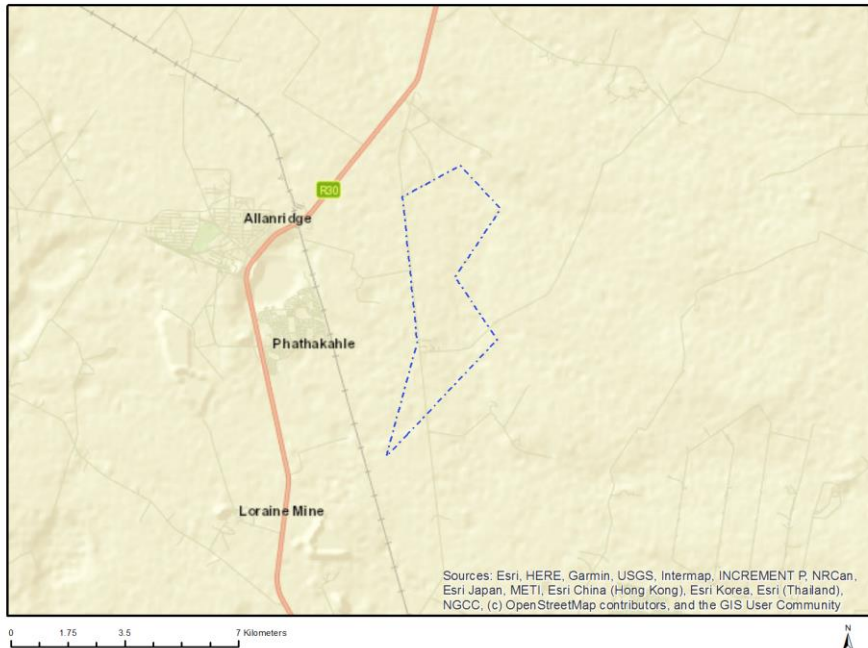 R30
Allanridge
Phathakahle
Loraine Mine
Sources: Esri, HERE, Garmin, USGS, Intermap, INCREMENT P, NRCan,
Esri Japan, METI, Esri China (Hong Kong), Esri Korea, Esri (Thailand),
NGCC, (c) OpenStreetMap contributors, and the GIS User Community
0 1.75 3.5 7 Kilometers
N